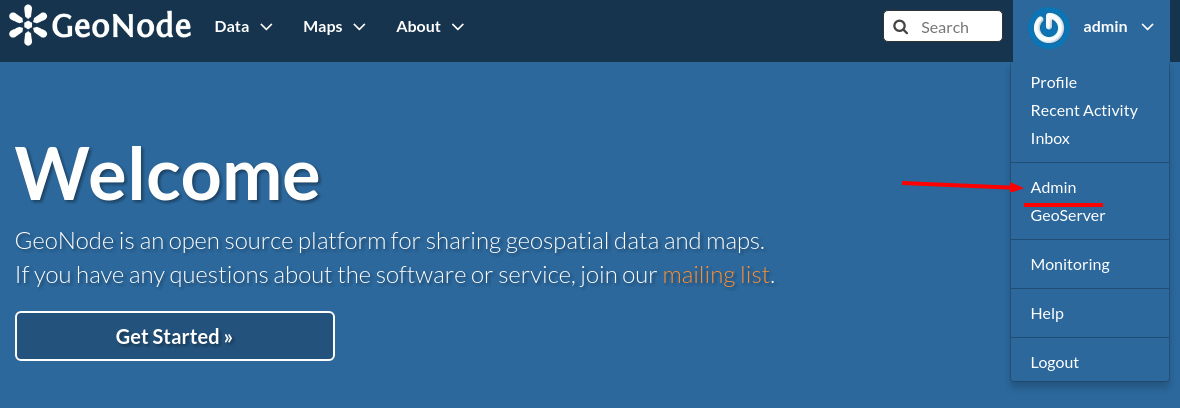 GeoNode Data Maps About Search admin
Profile
Recent Activity
Inbox
Welcome
Admin
GeoServer
GeoNode is an open source platform for sharing geospatial data and maps.
If you have any questions about the software or service, join our mailing list.
Monitoring
Help
Get Started »
Logout